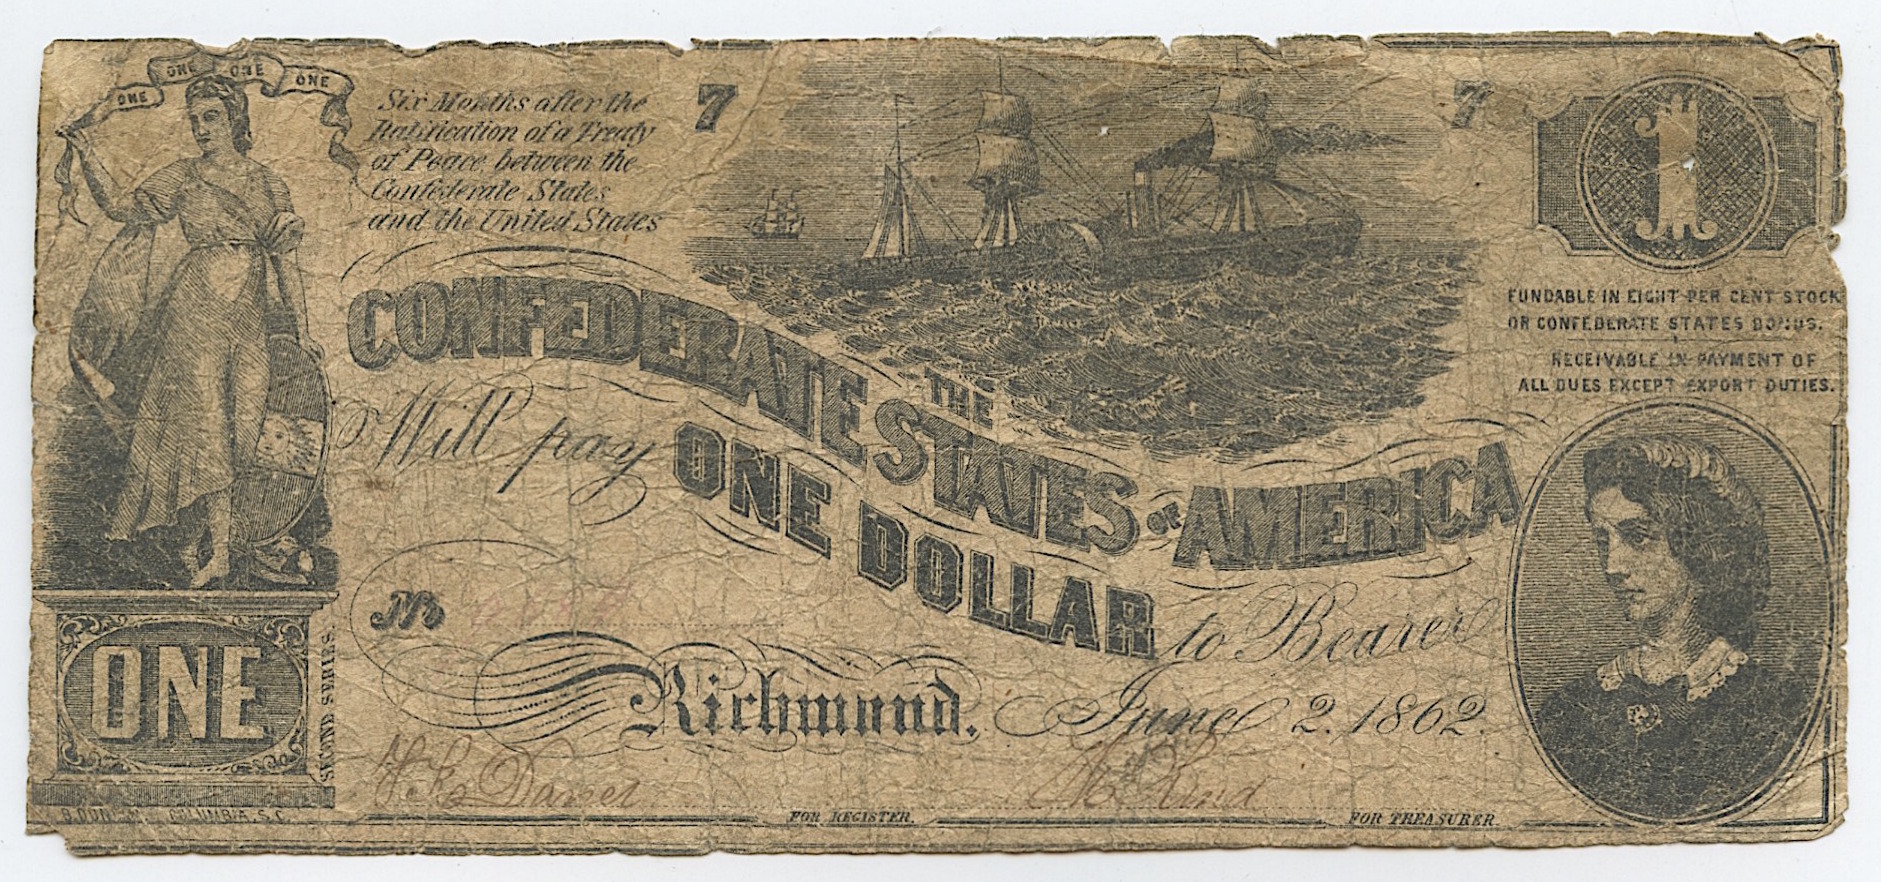 ONE ONE ONE ONE
Six Months after the
Ratification of a Treaty
of Peace between the
Confederate States
and the United States
7
7
1
FUNDABLE IN EIGHT PER CENT STOCK
OR CONFEDERATE STATES BONDS.
RECEIVABLE IN PAYMENT OF
ALL DUES EXCEPT EXPORT DUTIES.
THE
CONFEDERATE STATES OF AMERICA
Will pay ONE DOLLAR to Bearer
No
Richmond. June 2. 1862.
ONE
SECOND SERIES.
FOR REGISTER.
FOR TREASURER.
COLUMBIA, S.C.